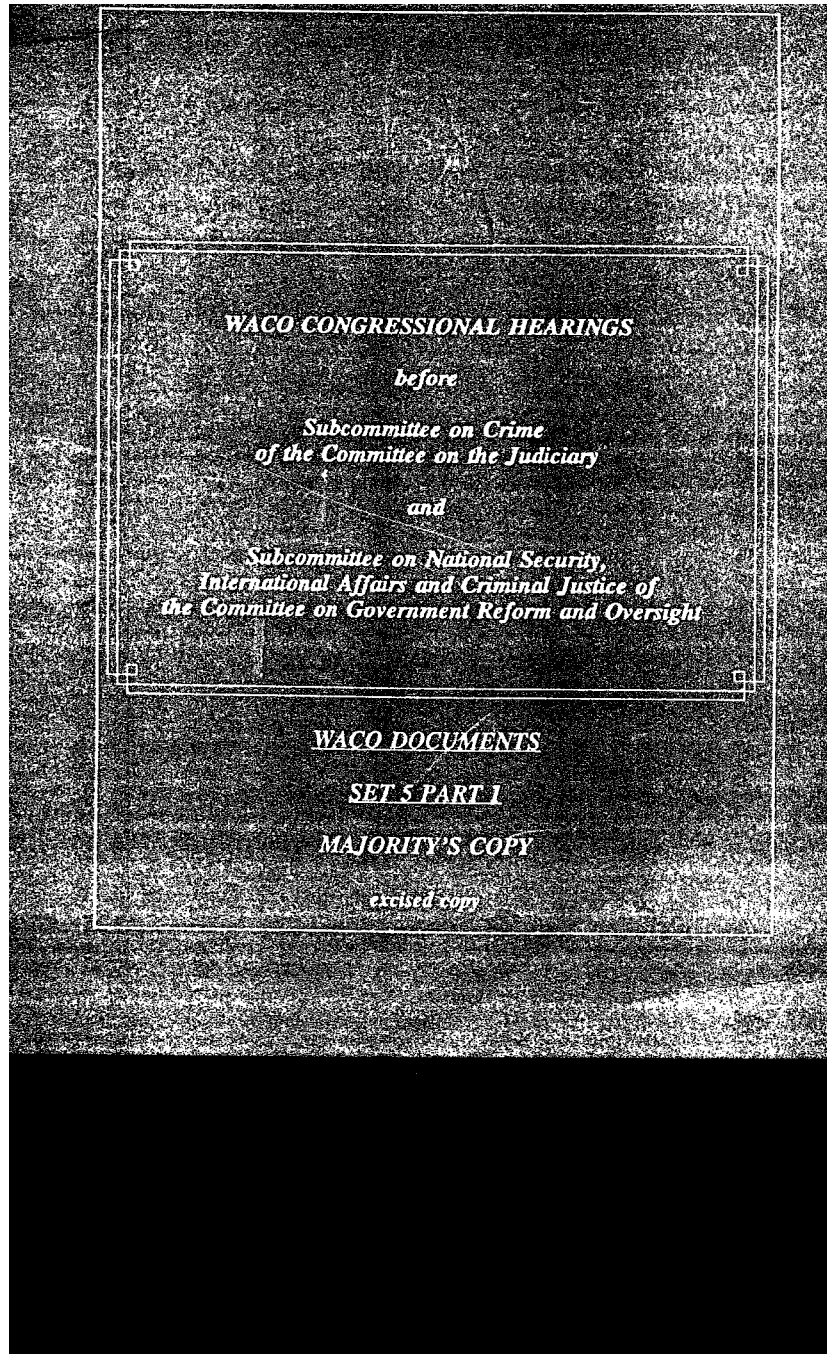 WACO CONGRESSIONAL HEARINGS
before
Subcommittee on Crime
of the Committee on the Judiciary
and
Subcommittee on National Security,
International Affairs and Criminal Justice of
the Committee on Government Reform and Oversight
WACO DOCUMENTS
SET 5 PART 1
MAJORITY'S COPY
excised copy